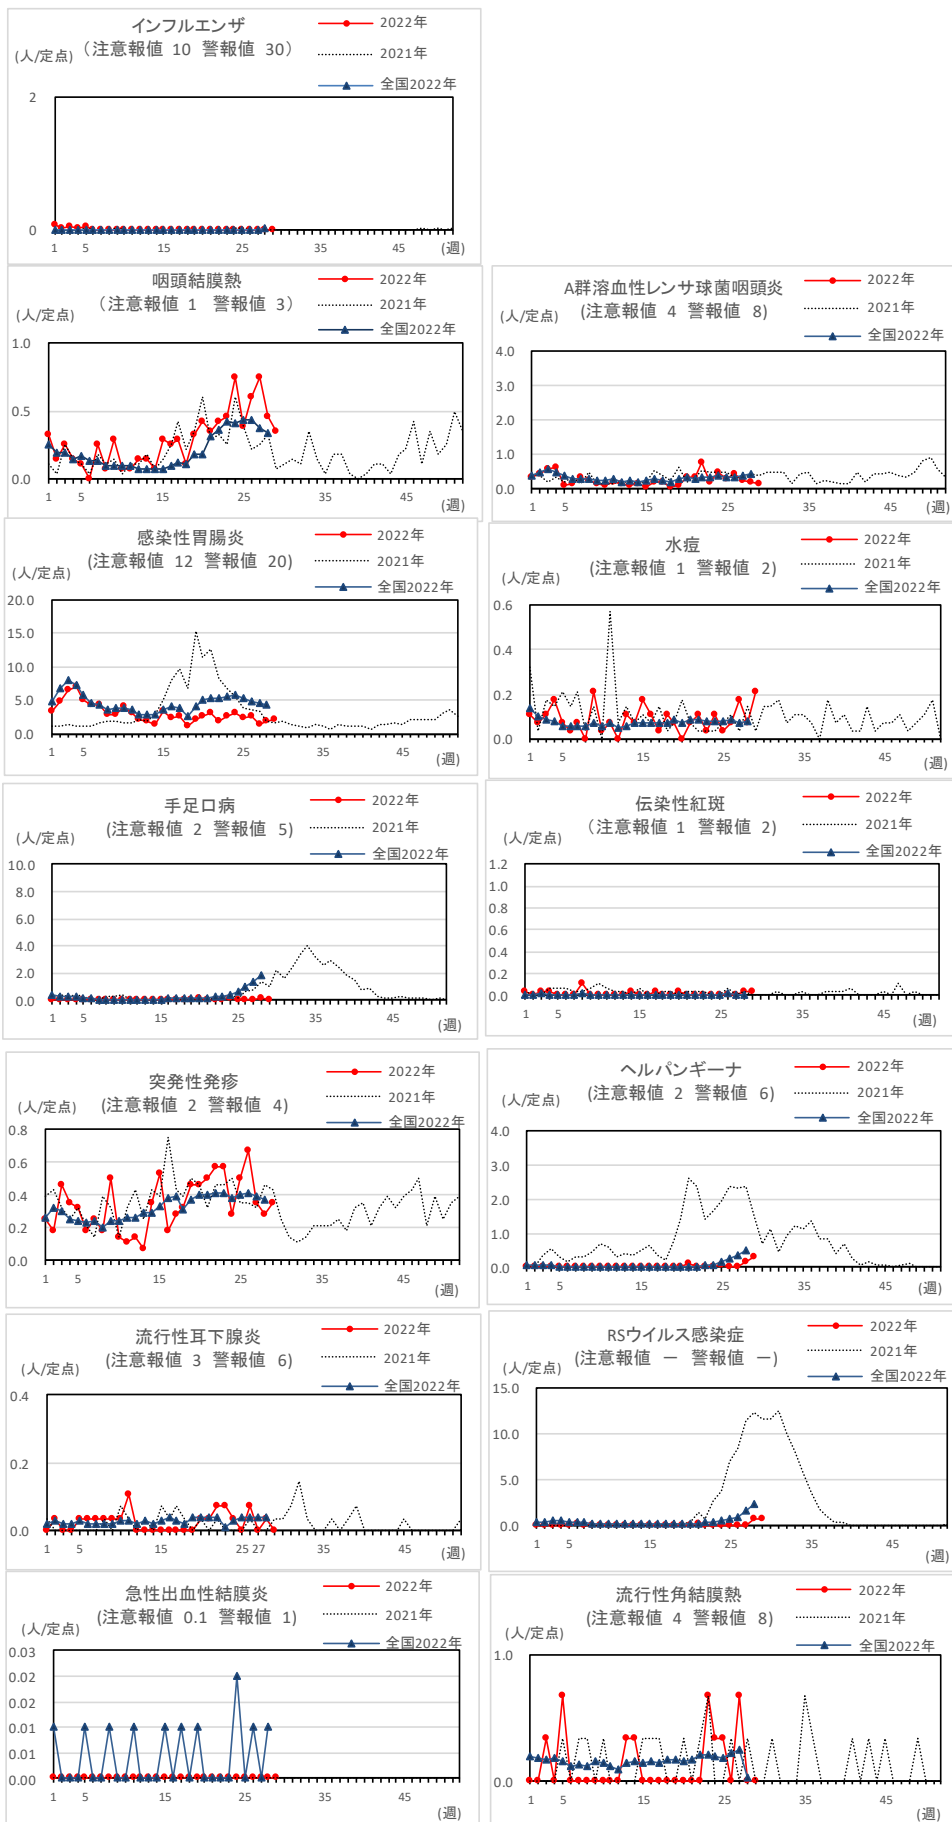 インフルエンザ
（注意報値 10 警報値 30）
(人/定点)
2022年
2021年
全国2022年
2
0
1 5 15 25 35 45
(週)
咽頭結膜熱
（注意報値 1 警報値 3）
(人/定点)
2022年
2021年
全国2022年
1.0
0.5
0.0
1 5 15 25 35 45
(週)
A群溶血性レンサ球菌咽頭炎
(注意報値 4 警報値 8)
(人/定点)
2022年
2021年
全国2022年
4.0
3.0
2.0
1.0
0.0
1 5 15 25 35 45
(週)
感染性胃腸炎
(注意報値 12 警報値 20)
(人/定点)
2022年
2021年
全国2022年
20.0
15.0
10.0
5.0
0.0
1 5 15 25 35 45
(週)
水痘
(注意報値 1 警報値 2)
(人/定点)
2022年
2021年
全国2022年
0.6
0.4
0.2
0.0
1 5 15 25 35 45
(週)
手足口病
(注意報値 2 警報値 5)
(人/定点)
2022年
2021年
全国2022年
10.0
8.0
6.0
4.0
2.0
0.0
1 5 15 25 35 45
(週)
伝染性紅斑
（注意報値 1 警報値 2)
(人/定点)
2022年
2021年
全国2022年
1.2
1.0
0.8
0.6
0.4
0.2
0.0
1 5 15 25 35 45
(週)
突発性発疹
(注意報値 2 警報値 4)
(人/定点)
2022年
2021年
全国2022年
0.8
0.6
0.4
0.2
0.0
1 5 15 25 35 45
(週)
ヘルパンギーナ
(注意報値 2 警報値 6)
(人/定点)
2022年
2021年
全国2022年
4.0
3.0
2.0
1.0
0.0
1 5 15 25 35 45
(週)
流行性耳下腺炎
(注意報値 3 警報値 6)
(人/定点)
2022年
2021年
全国2022年
0.4
0.2
0.0
1 5 15 25 27 35 45
(週)
RSウイルス感染症
(注意報値 － 警報値 －)
(人/定点)
2022年
2021年
全国2022年
15.0
10.0
5.0
0.0
1 5 15 25 35 45
(週)
急性出血性結膜炎
(注意報値 0.1 警報値 1)
(人/定点)
2022年
2021年
全国2022年
0.03
0.02
0.02
0.01
0.01
0.00
1 5 15 25 35 45
(週)
流行性角結膜熱
(注意報値 4 警報値 8)
(人/定点)
2022年
2021年
全国2022年
1.0
0.0
1 5 15 25 35 45
(週)